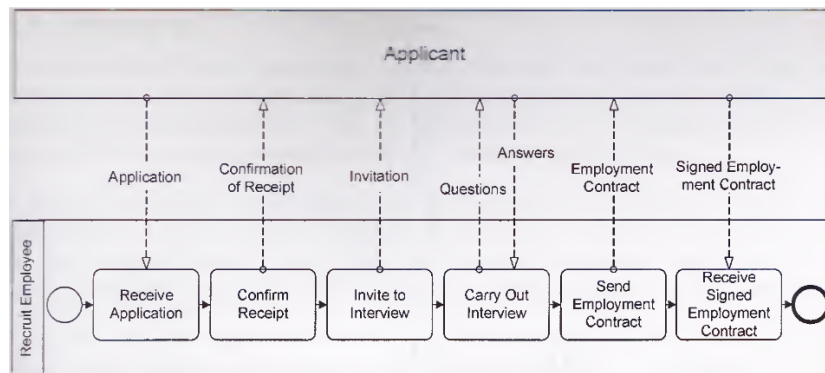 Applicant
Application
Confirmation
of Receipt
Invitation
Questions
Answers
Employment
Contract
Signed Employ-
ment Contract
Recruit Employee
Receive
Application
Confirm
Receipt
Invite to
Interview
Carry Out
Interview
Send
Employment
Contract
Receive
Signed
Employment
Contract